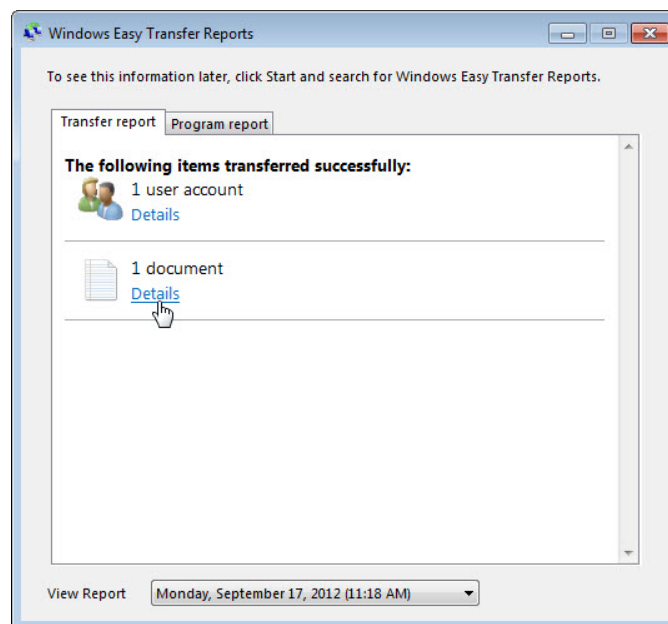 Windows Easy Transfer Reports
To see this information later, click Start and search for Windows Easy Transfer Reports.
Transfer report Program report
The following items transferred successfully:
1 user account
Details
1 document
Details
View Report Monday, September 17, 2012 (11:18 AM)